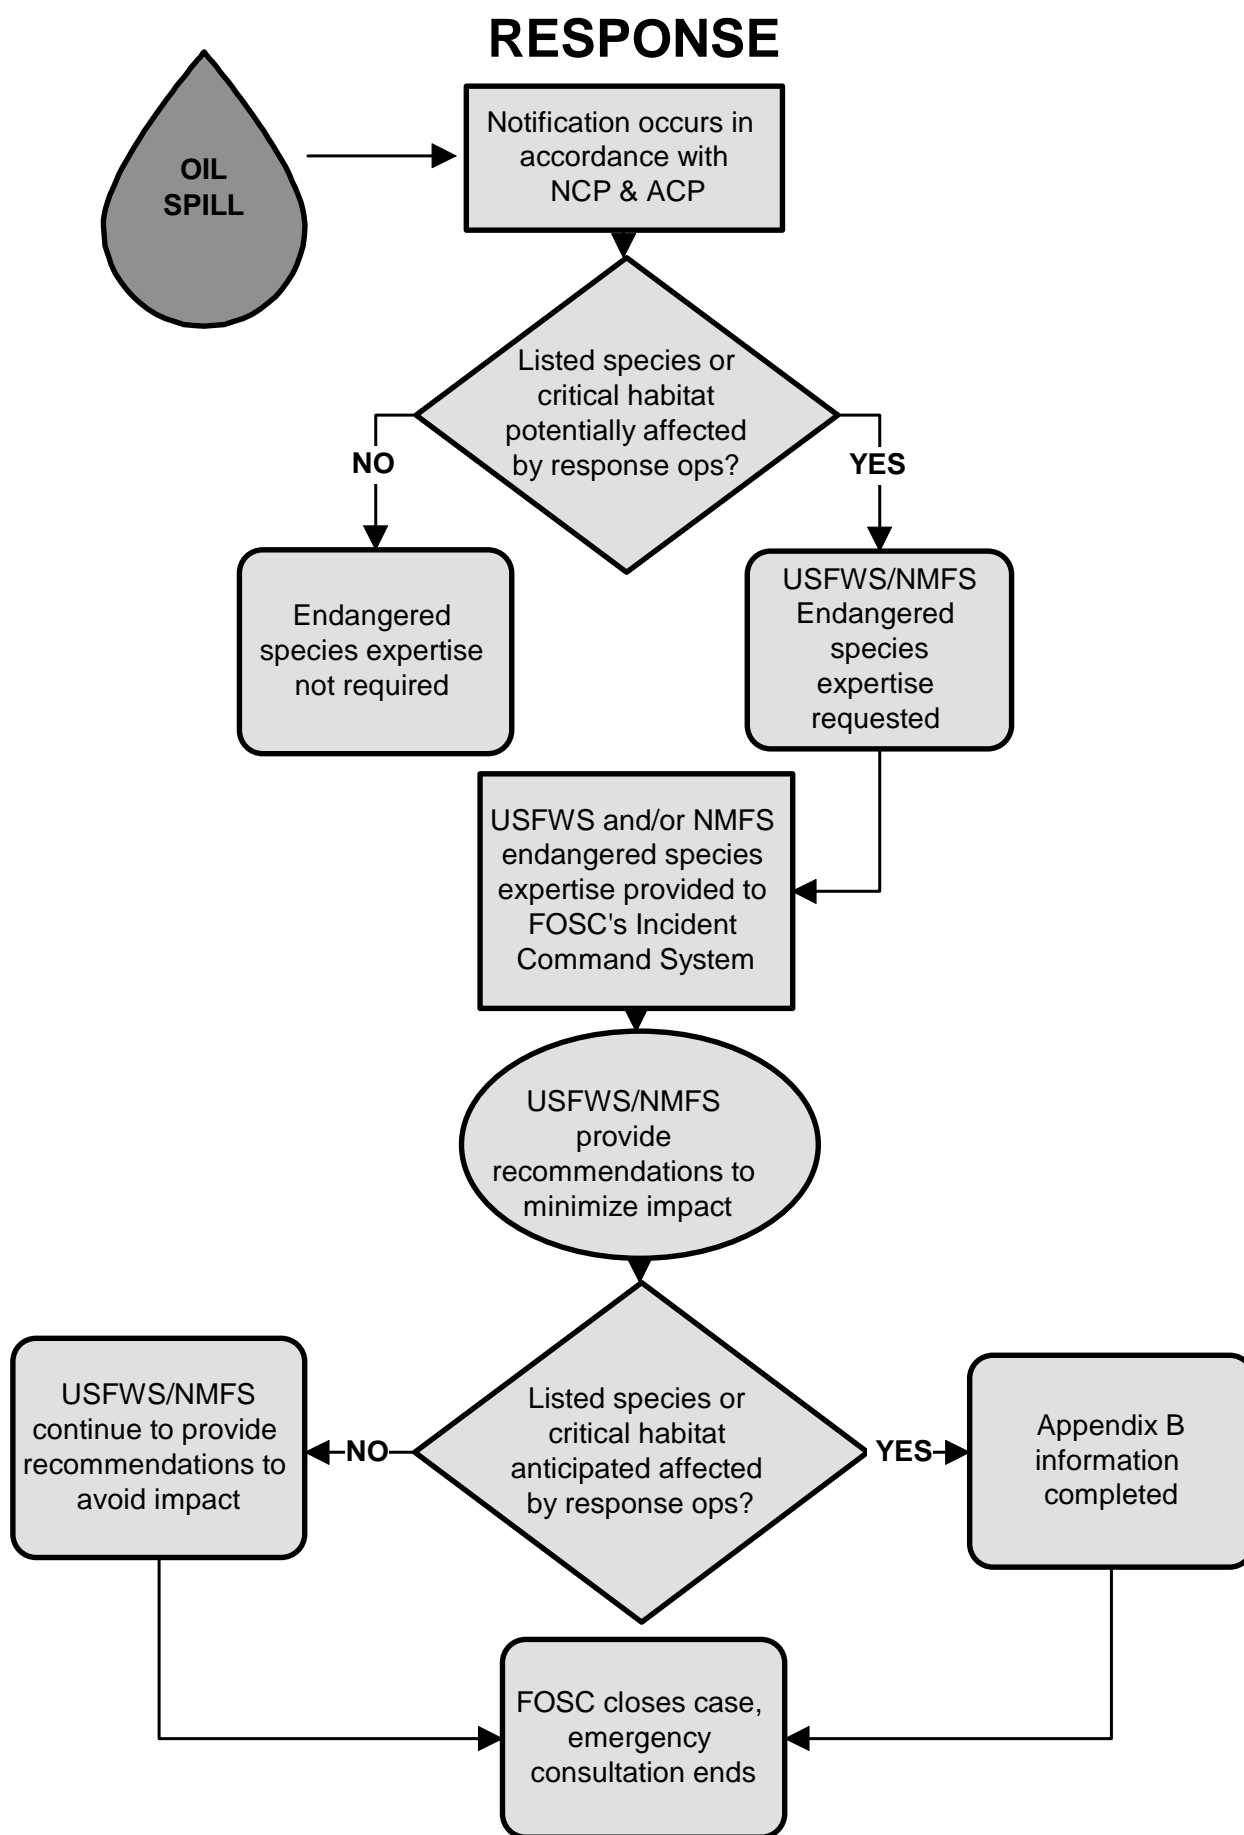 RESPONSE
OIL
SPILL
Notification occurs in
accordance with
NCP & ACP
Listed species or
critical habitat
potentially affected
by response ops?
NO
YES
Endangered
species expertise
not required
USFWS/NMFS
Endangered
species
expertise
requested
USFWS and/or NMFS
endangered species
expertise provided to
FOSC's Incident
Command System
USFWS/NMFS
provide
recommendations to
minimize impact
Listed species or
critical habitat
anticipated affected
by response ops?
NO
YES
USFWS/NMFS
continue to provide
recommendations to
avoid impact
Appendix B
information
completed
FOSC closes case,
emergency
consultation ends